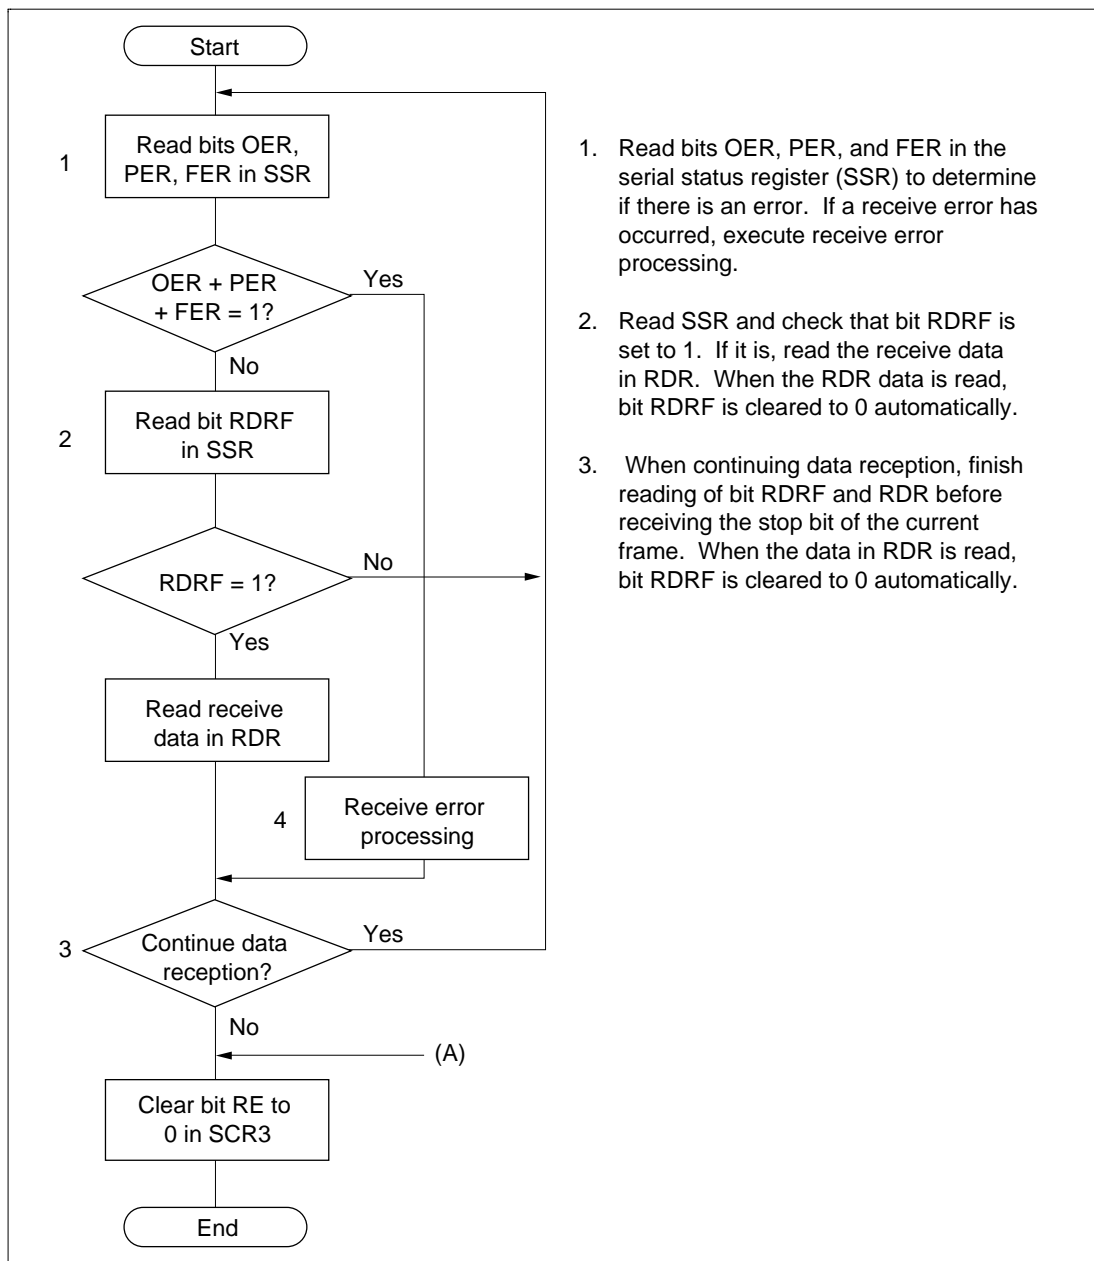 Start
1
Read bits OER,
PER, FER in SSR
OER + PER
+ FER = 1?
Yes
No
2
Read bit RDRF
in SSR
RDRF = 1?
No
Yes
Read receive
data in RDR
4
Receive error
processing
3
Continue data
reception?
Yes
No
(A)
Clear bit RE to
0 in SCR3
End
1. Read bits OER, PER, and FER in the
serial status register (SSR) to determine
if there is an error. If a receive error has
occurred, execute receive error
processing.
2. Read SSR and check that bit RDRF is
set to 1. If it is, read the receive data
in RDR. When the RDR data is read,
bit RDRF is cleared to 0 automatically.
3. When continuing data reception, finish
reading of bit RDRF and RDR before
receiving the stop bit of the current
frame. When the data in RDR is read,
bit RDRF is cleared to 0 automatically.